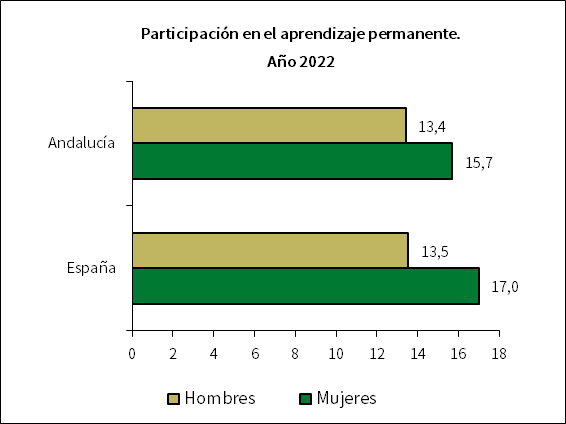 Participación en el aprendizaje permanente.
Año 2022
Andalucía
13,4
15,7
España
13,5
17,0
0 2 4 6 8 10 12 14 16 18
Hombres Mujeres